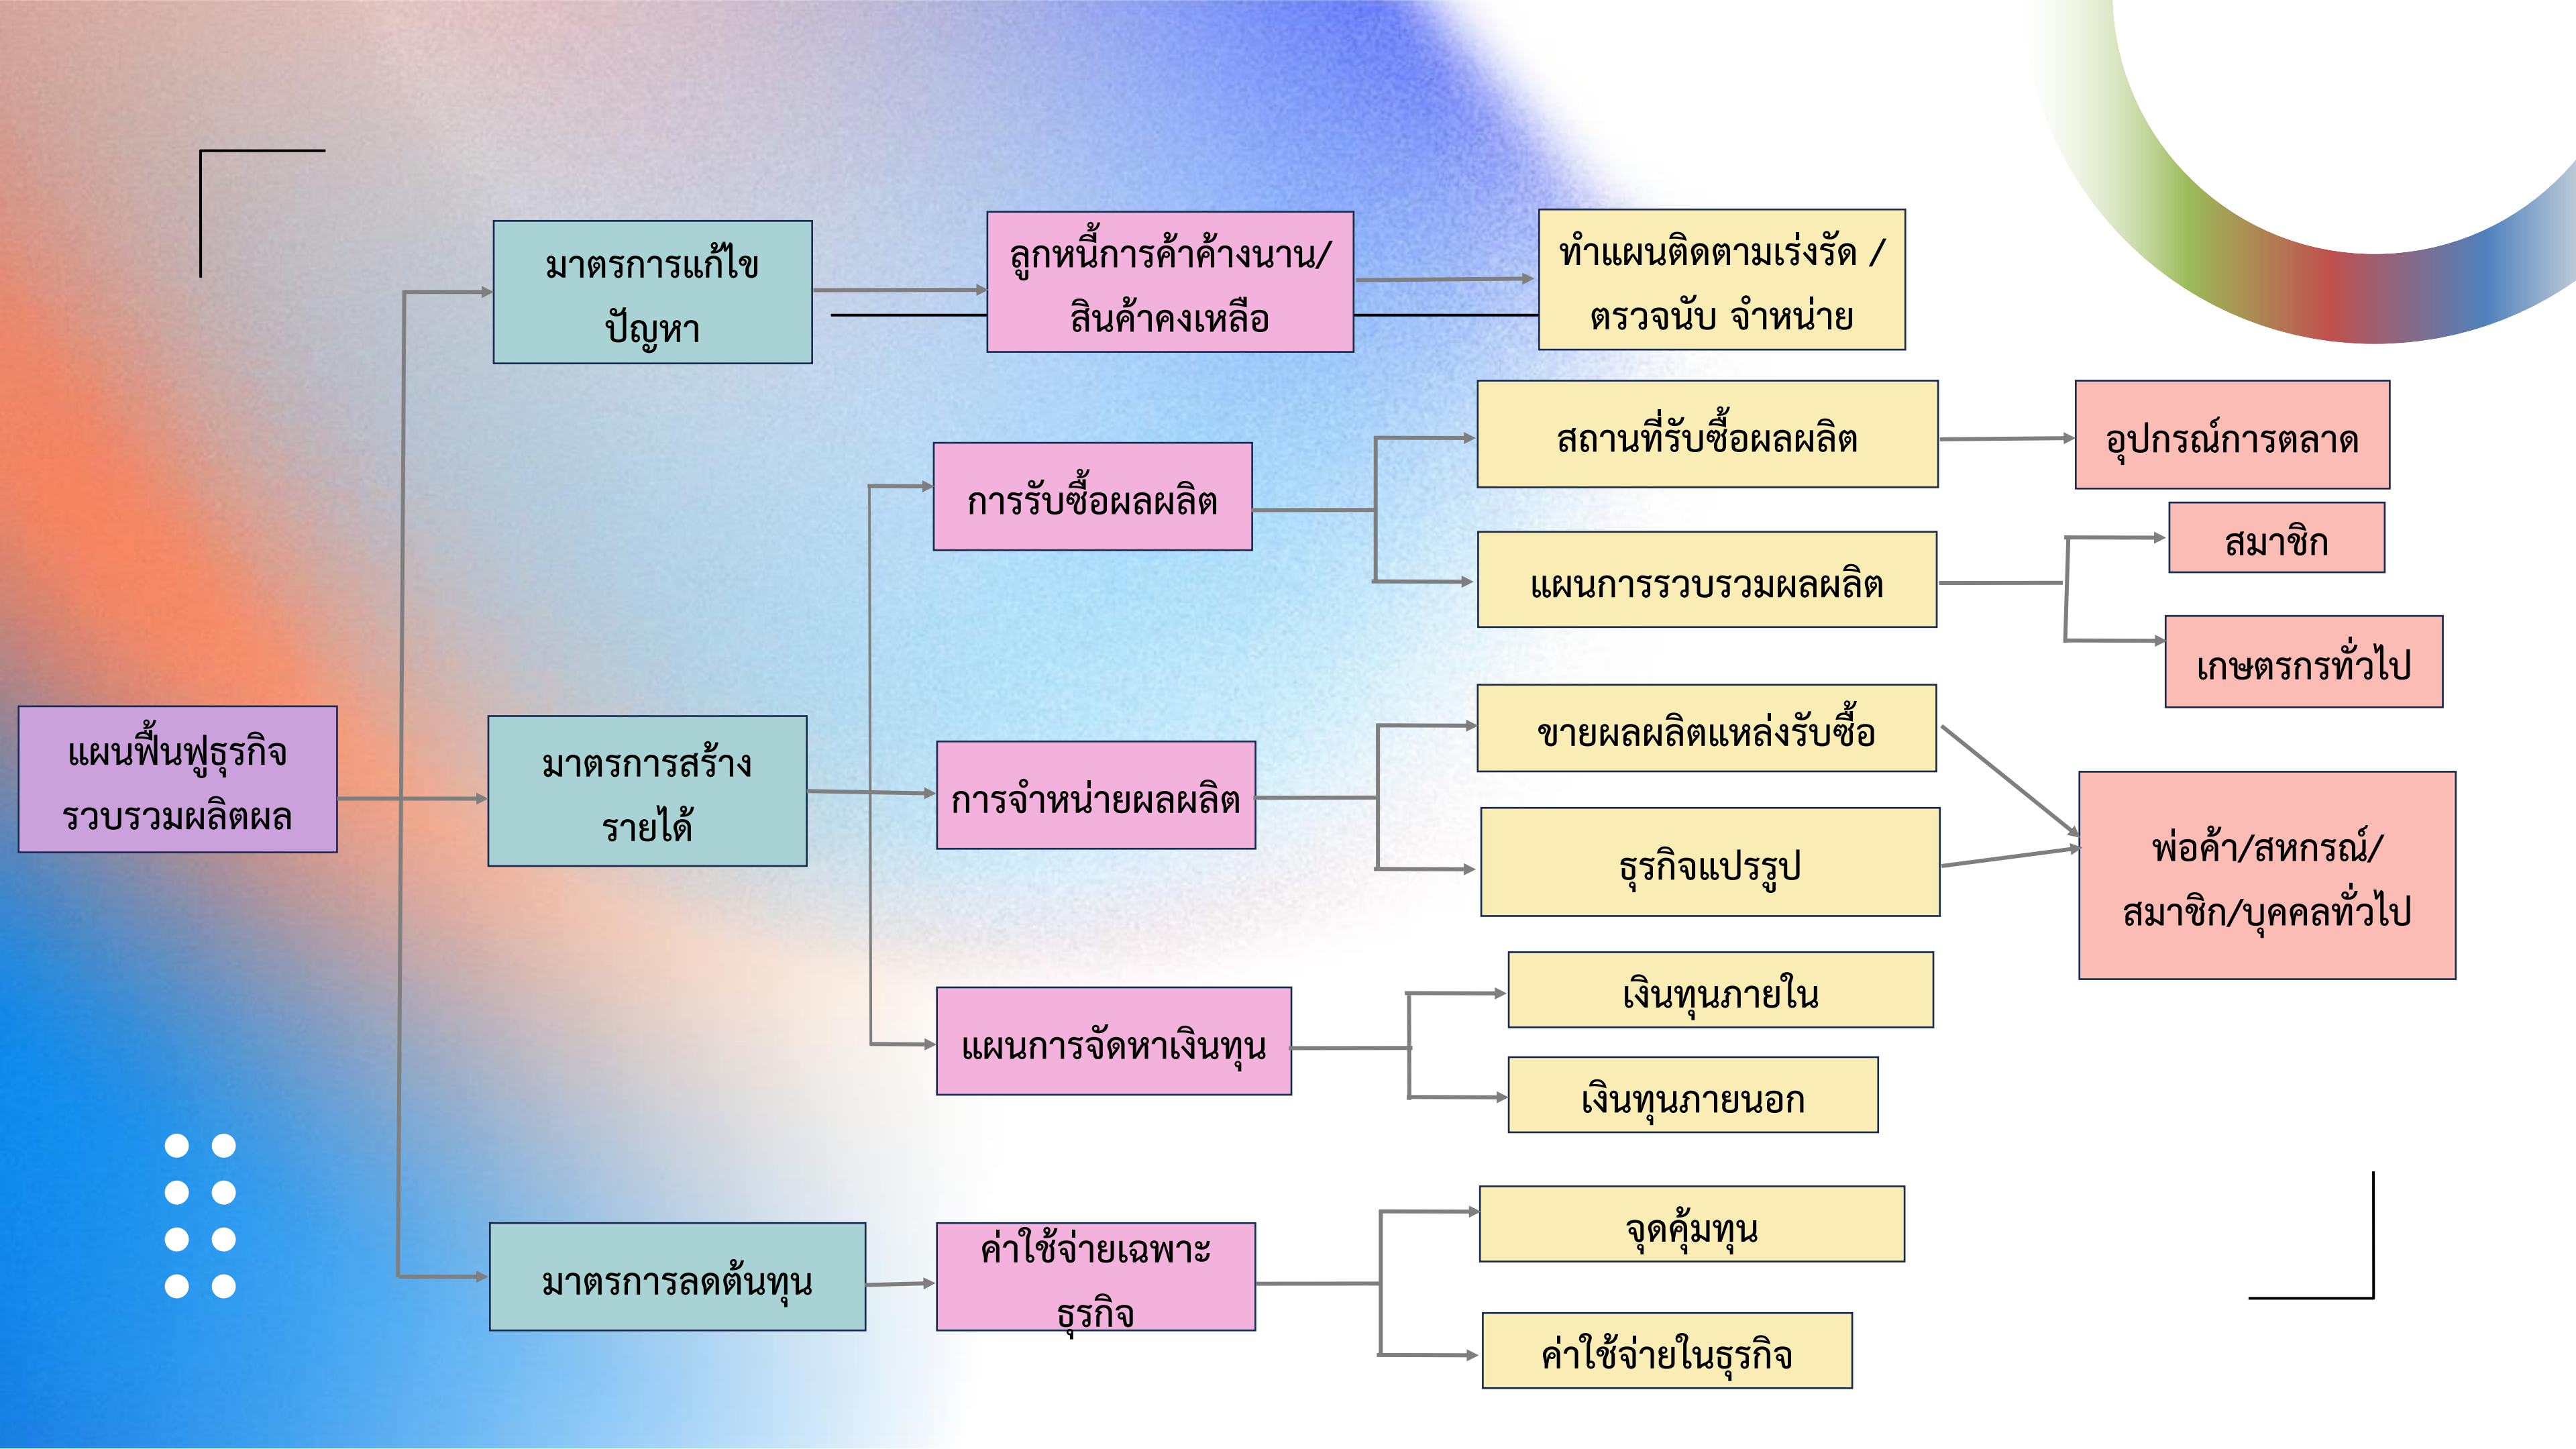 แผนฟื้นฟูธุรกิจ
รวบรวมผลิตผล
มาตรการแก้ไข
ปัญหา
ลูกหนี้การค้าค้างนาน/
สินค้าคงเหลือ
ทำแผนติดตามเร่งรัด /
ตรวจนับ จำหน่าย
มาตรการสร้าง
รายได้
การรับซื้อผลผลิต
สถานที่รับซื้อผลผลิต
อุปกรณ์การตลาด
แผนการรวบรวมผลผลิต
สมาชิก
เกษตรกรทั่วไป
การจำหน่ายผลผลิต
ขายผลผลิตแหล่งรับซื้อ
ธุรกิจแปรรูป
พ่อค้า/สหกรณ์/
สมาชิก/บุคคลทั่วไป
แผนการจัดหาเงินทุน
เงินทุนภายใน
เงินทุนภายนอก
มาตรการลดต้นทุน
ค่าใช้จ่ายเฉพาะ
ธุรกิจ
จุดคุ้มทุน
ค่าใช้จ่ายในธุรกิจ